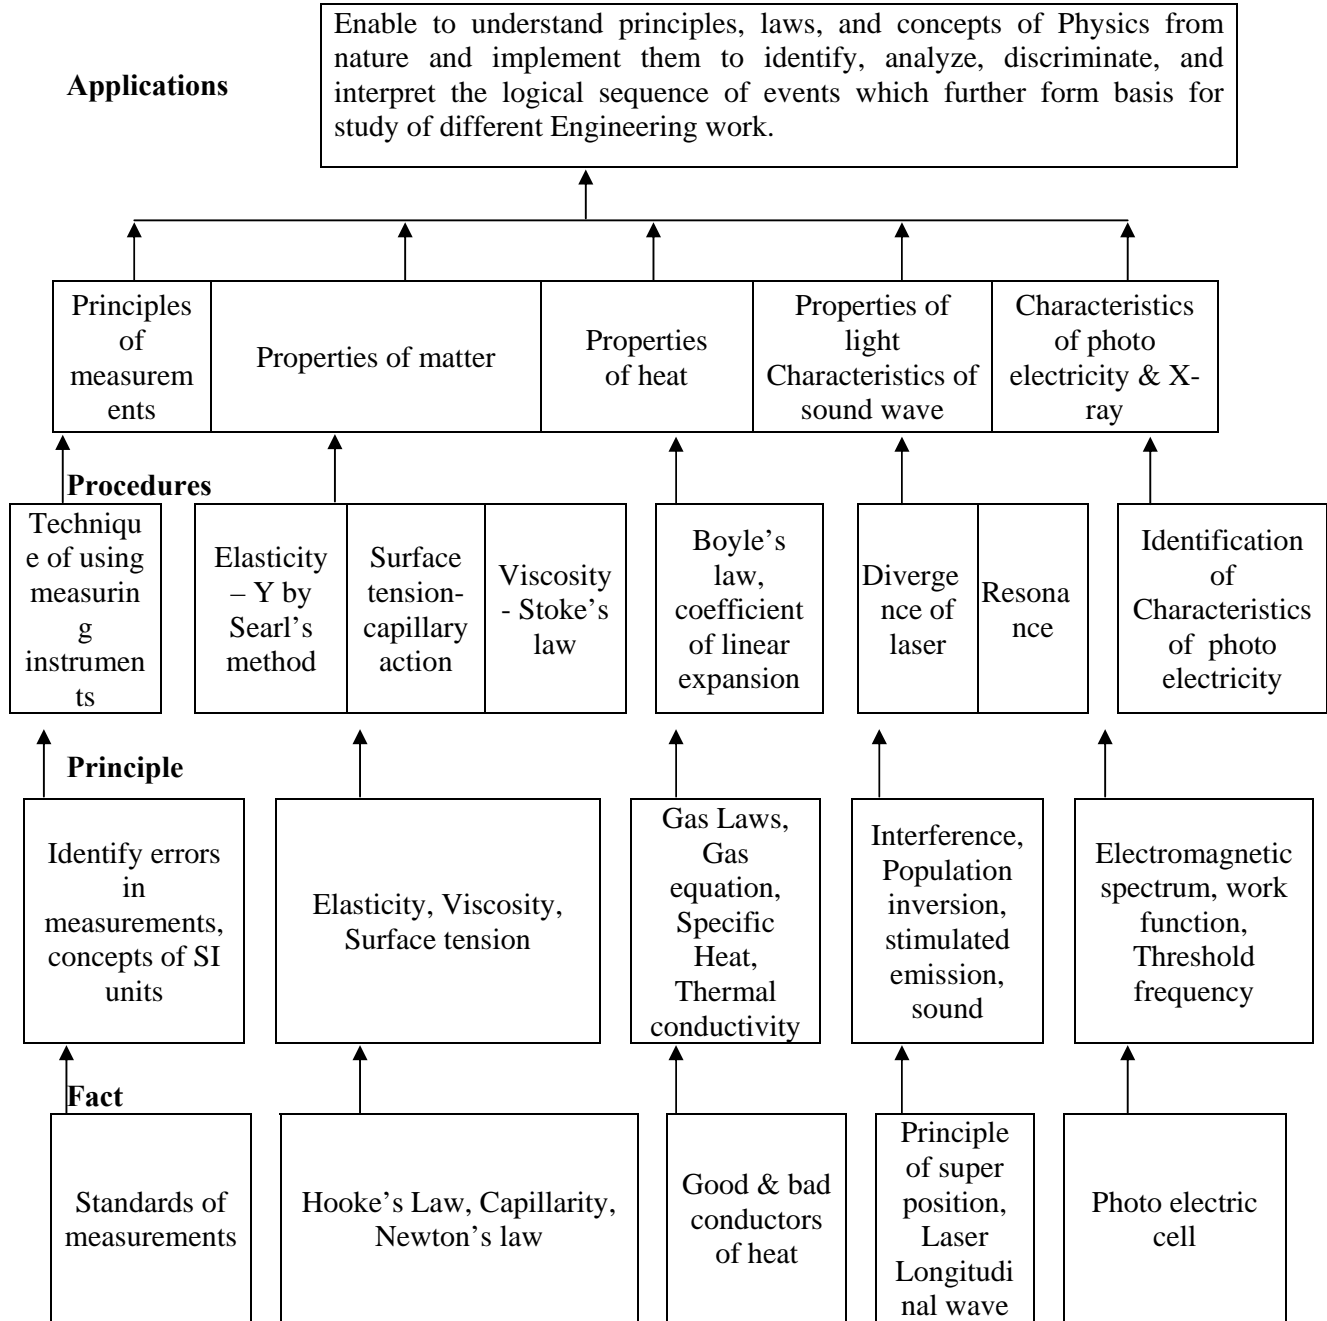 Enable to understand principles, laws, and concepts of Physics from
nature and implement them to identify, analyze, discriminate, and
interpret the logical sequence of events which further form basis for
study of different Engineering work.
Applications
Principles
of
measurem
ents
Properties of matter
Properties
of heat
Properties of
light
Characteristics of
sound wave
Characteristics
of photo
electricity & X-
ray
Procedures
Techniqu
e of using
measurin
g
instrumen
ts
Elasticity
– Y by
Searl’s
method
Surface
tension-
capillary
action
Viscosity
- Stoke’s
law
Boyle’s
law,
coefficient
of linear
expansion
Diverge
nce of
laser
Resona
nce
Identification
of
Characteristics
of photo
electricity
Principle
Identify errors
in
measurements,
concepts of SI
units
Elasticity, Viscosity,
Surface tension
Gas Laws,
Gas
equation,
Specific
Heat,
Thermal
conductivity
Interference,
Population
inversion,
stimulated
emission,
sound
Electromagnetic
spectrum, work
function,
Threshold
frequency
Fact
Standards of
measurements
Hooke’s Law, Capillarity,
Newton’s law
Good & bad
conductors
of heat
Principle
of super
position,
Laser
Longitudi
nal wave
Photo electric
cell